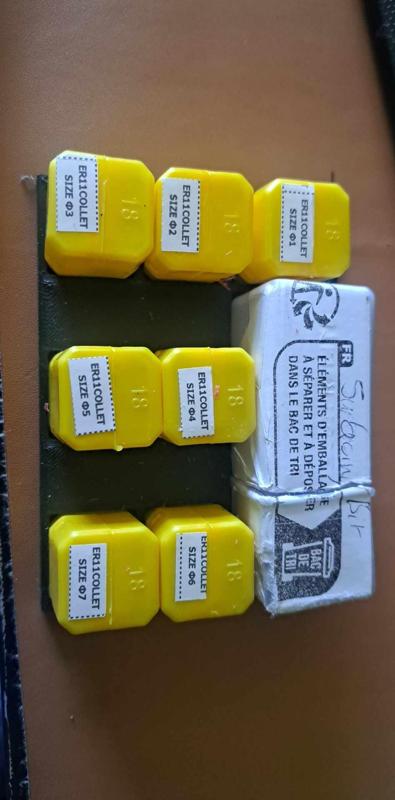 18
ER11COLLET
SIZE Φ3
18
ER11COLLET
SIZE Φ2
18
ER11COLLET
SIZE Φ1
18
ER11COLLET
SIZE Φ5
18
ER11COLLET
SIZE Φ4
18
ER11COLLET
SIZE Φ7
18
ER11COLLET
SIZE Φ6
FR
ÉLÉMENTS D'EMBALLAGE
À SÉPARER ET À DÉPOSER
DANS LE BAC DE TRI
BAC
DE
TRI